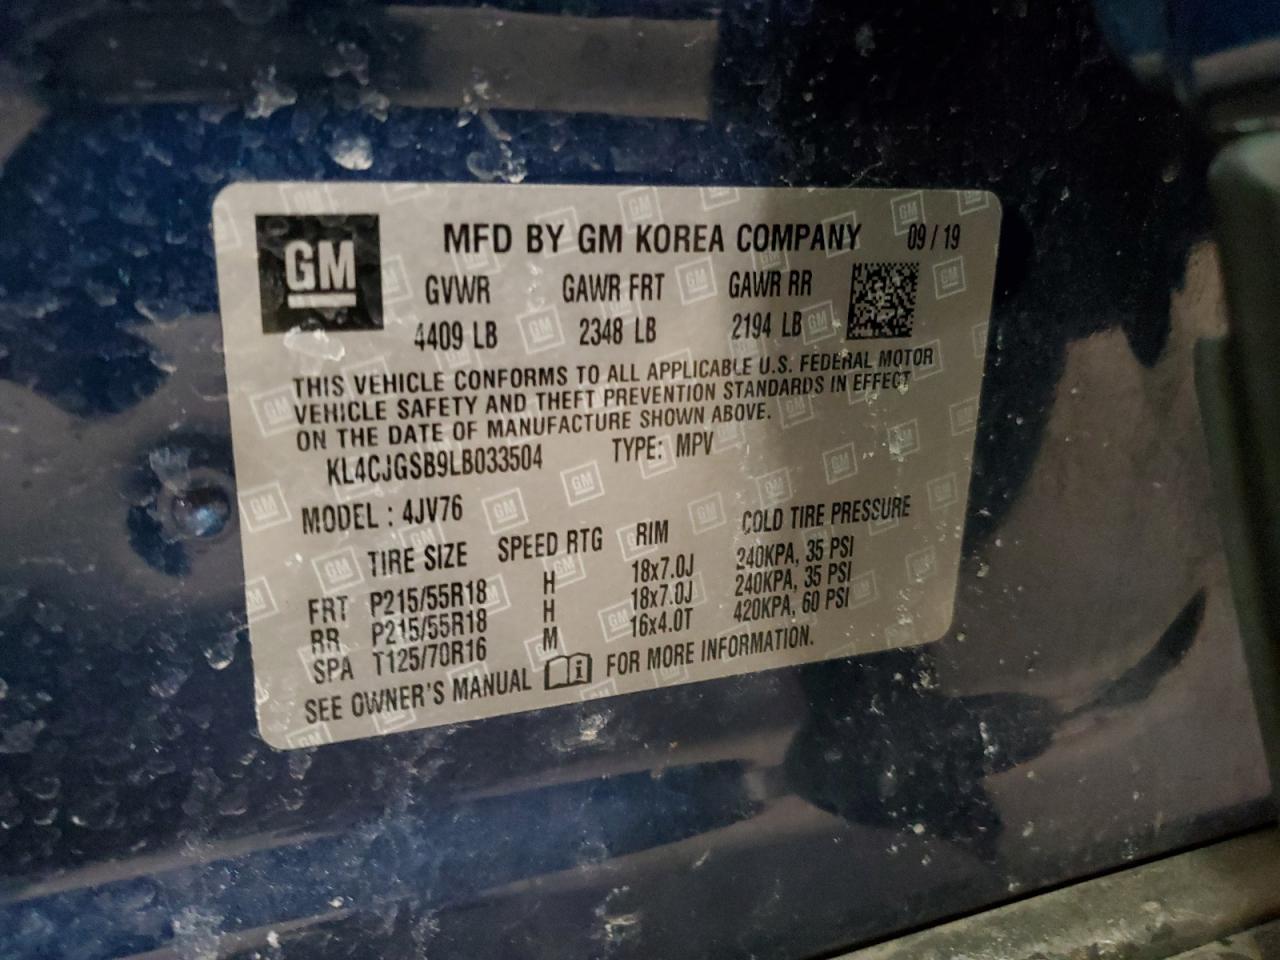 GM
MFD BY GM KOREA COMPANY 09/19
GVWR GAWR FRT GAWR RR
4409 LB 2348 LB 2194 LB
THIS VEHICLE CONFORMS TO ALL APPLICABLE U.S. FEDERAL MOTOR
VEHICLE SAFETY AND THEFT PREVENTION STANDARDS IN EFFECT
ON THE DATE OF MANUFACTURE SHOWN ABOVE.
KL4CJGSB9LB033504 TYPE: MPV
MODEL : 4JV76
TIRE SIZE SPEED RTG RIM COLD TIRE PRESSURE
FRT P215/55R18 H 18x7.0J 240KPA, 35 PSI
RR P215/55R18 H 18x7.0J 240KPA, 35 PSI
SPA T125/70R16 M 16x4.0T 420KPA, 60 PSI
SEE OWNER'S MANUAL i FOR MORE INFORMATION.